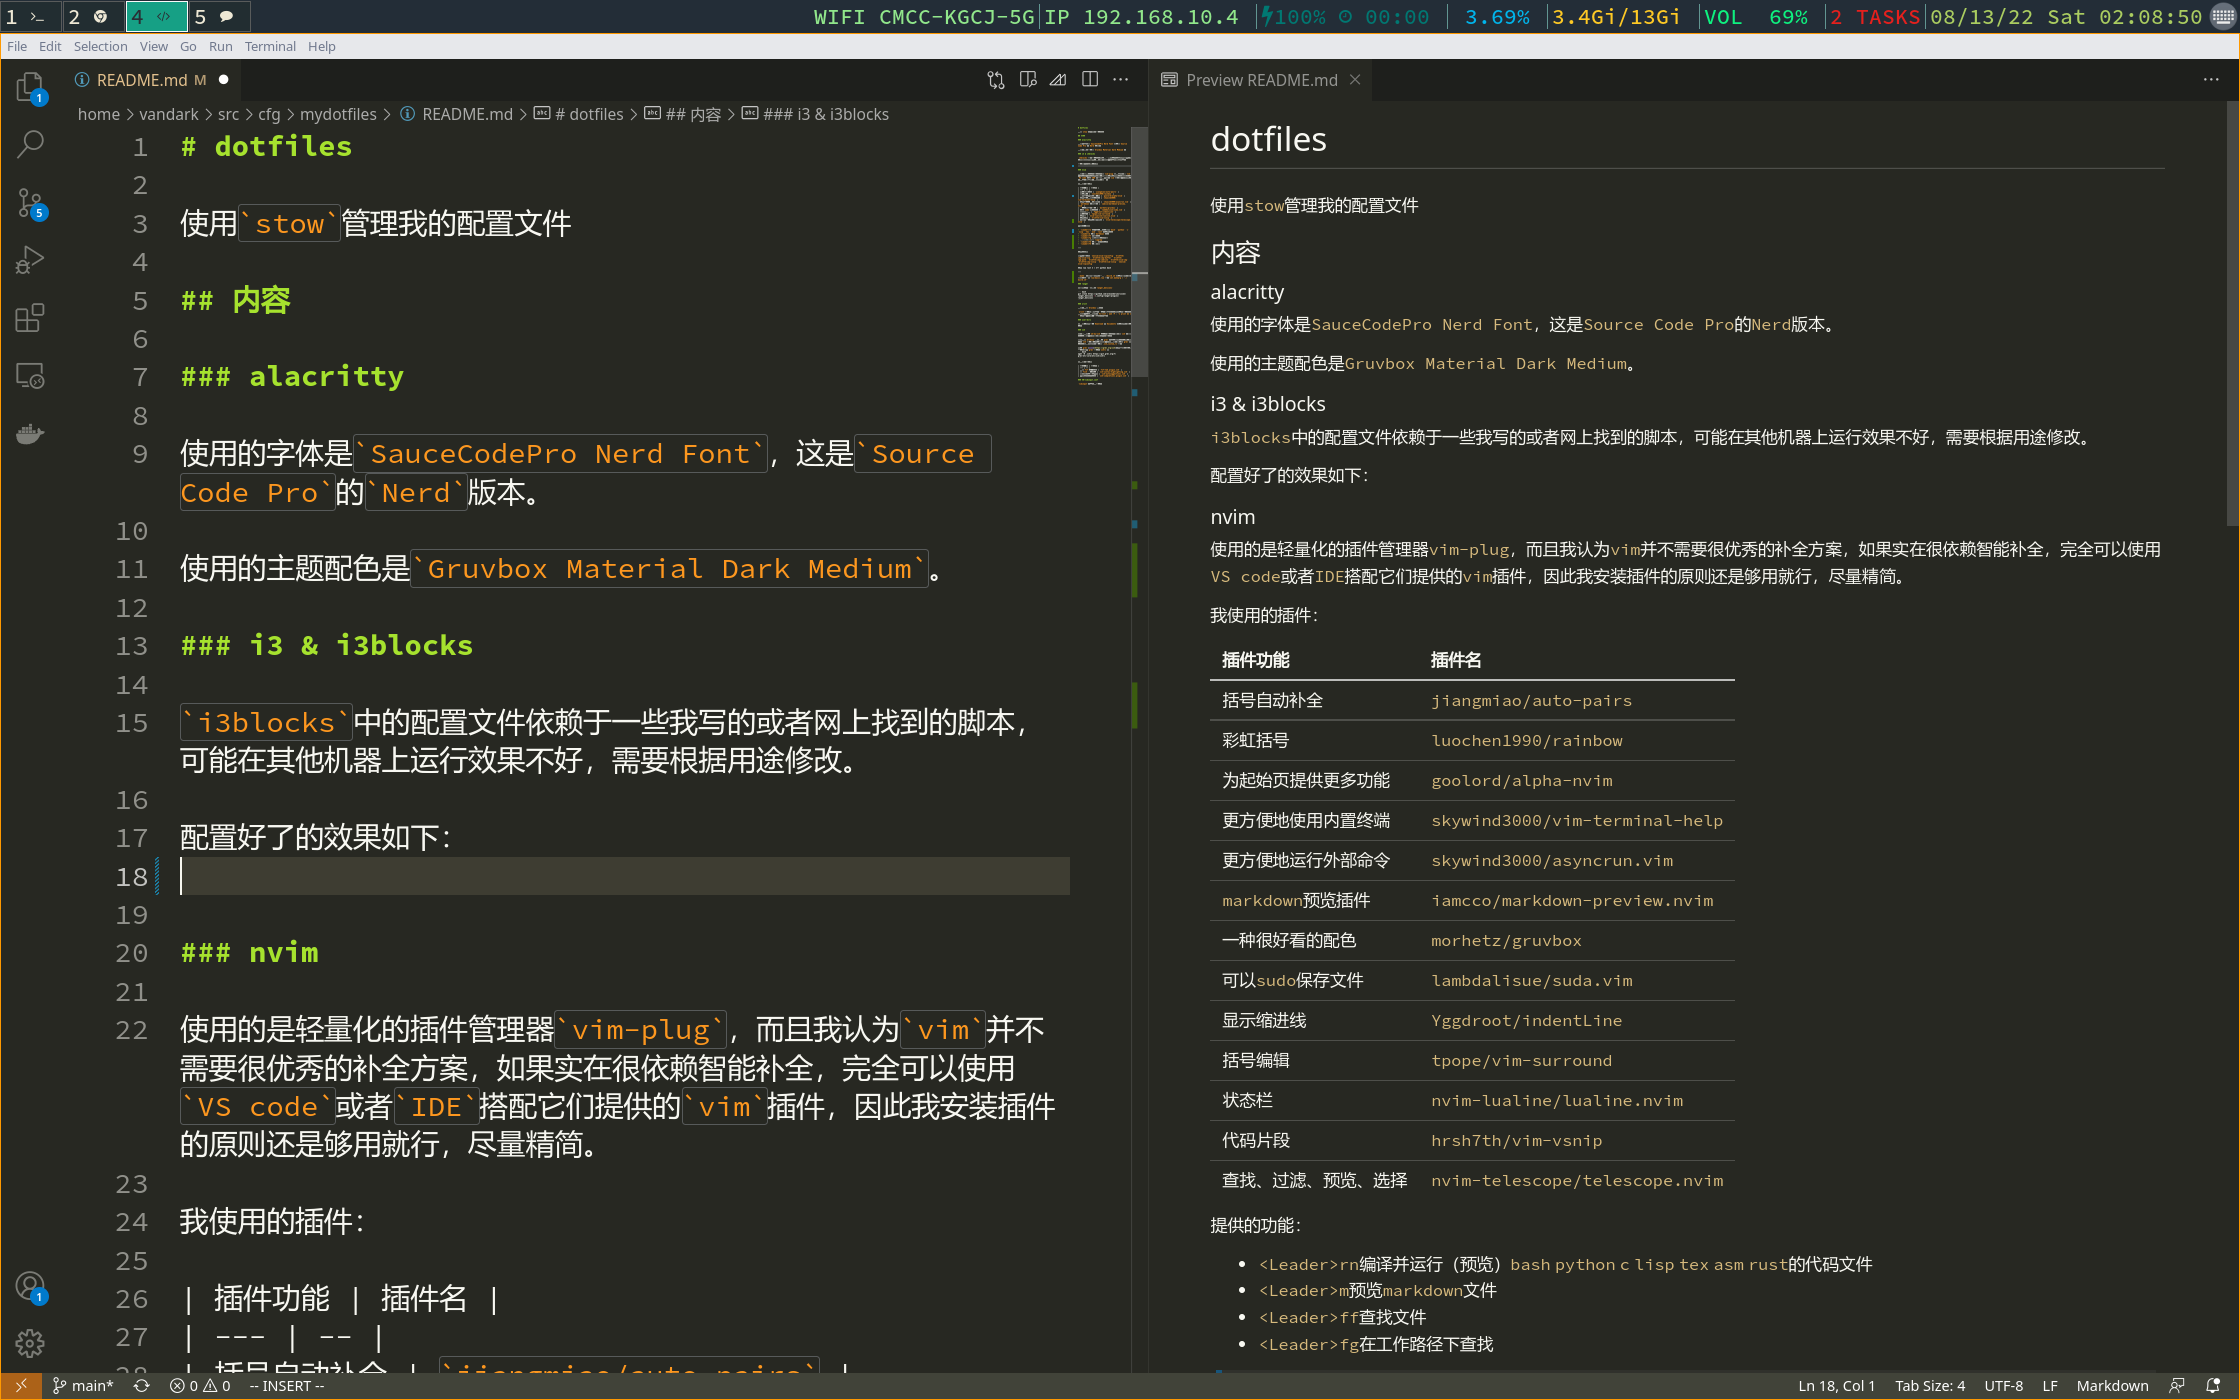 1 >_ 2 4 </> 5
WIFI CMCC-KGCJ-5G IP 192.168.10.4 100% 00:00 3.69% 3.4Gi/13Gi VOL 69% 2 TASKS 08/13/22 Sat 02:08:50
File Edit Selection View Go Run Terminal Help
README.md M
home > vandark > src > cfg > mydotfiles > README.md > # dotfiles > ## 内容 > ### i3 & i3blocks
1 # dotfiles
2
3 使用`stow`管理我的配置文件
4
5 ## 内容
6
7 ### alacritty
8
9 使用的字体是`SauceCodePro Nerd Font`，这是`Source
Code Pro`的`Nerd`版本。
10
11 使用的主题配色是`Gruvbox Material Dark Medium`。
12
13 ### i3 & i3blocks
14
15 `i3blocks`中的配置文件依赖于一些我写的或者网上找到的脚本，
可能在其他机器上运行效果不好，需要根据用途修改。
16
17 配置好了的效果如下：
18
19
20 ### nvim
21
22 使用的是轻量化的插件管理器`vim-plug`，而且我认为`vim`并不
需要很优秀的补全方案，如果实在很依赖智能补全，完全可以使用
`VS code`或者`IDE`搭配它们提供的`vim`插件，因此我安装插件
的原则还是够用就行，尽量精简。
23
24 我使用的插件：
25
26 | 插件功能 | 插件名 |
27 | --- | -- |
28 | 括号自动补全 | `jiangmiao/auto-pairs` |
Preview README.md
dotfiles
使用stow管理我的配置文件
内容
alacritty
使用的字体是SauceCodePro Nerd Font，这是Source Code Pro的Nerd版本。
使用的主题配色是Gruvbox Material Dark Medium。
i3 & i3blocks
i3blocks中的配置文件依赖于一些我写的或者网上找到的脚本，可能在其他机器上运行效果不好，需要根据用途修改。
配置好了的效果如下：
nvim
使用的是轻量化的插件管理器vim-plug，而且我认为vim并不需要很优秀的补全方案，如果实在很依赖智能补全，完全可以使用
VS code或者IDE搭配它们提供的vim插件，因此我安装插件的原则还是够用就行，尽量精简。
我使用的插件：
插件功能 插件名
括号自动补全 jiangmiao/auto-pairs
彩虹括号 luochen1990/rainbow
为起始页提供更多功能 goolord/alpha-nvim
更方便地使用内置终端 skywind3000/vim-terminal-help
更方便地运行外部命令 skywind3000/asyncrun.vim
markdown预览插件 iamcco/markdown-preview.nvim
一种很好看的配色 morhetz/gruvbox
可以sudo保存文件 lambdalisue/suda.vim
显示缩进线 Yggdroot/indentLine
括号编辑 tpope/vim-surround
状态栏 nvim-lualine/lualine.nvim
代码片段 hrsh7th/vim-vsnip
查找、过滤、预览、选择 nvim-telescope/telescope.nvim
提供的功能：
• <Leader>rn编译并运行（预览）bash python c lisp tex asm rust的代码文件
• <Leader>m预览markdown文件
• <Leader>ff查找文件
• <Leader>fg在工作路径下查找
1
5
1
main* 0 0 -- INSERT -- Ln 18, Col 1 Tab Size: 4 UTF-8 LF Markdown